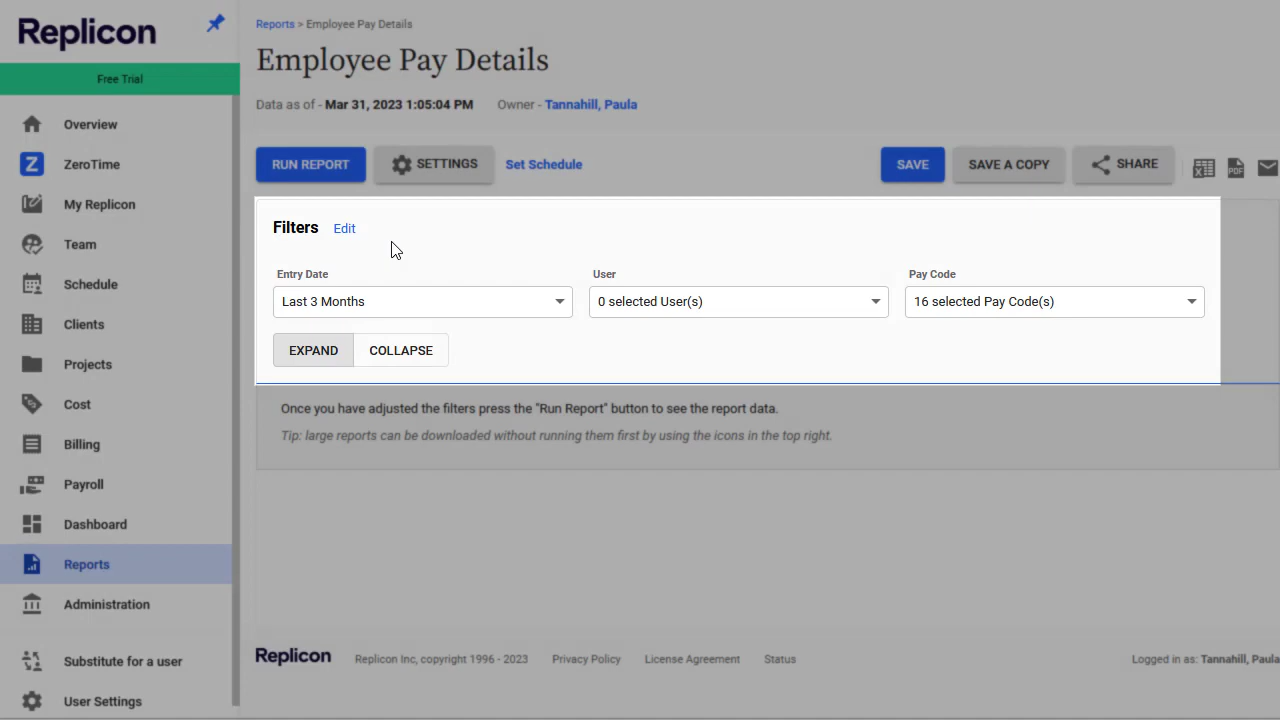 Replicon
Free Trial
Overview
Z ZeroTime
My Replicon
Team
Schedule
Clients
Projects
Cost
Billing
Payroll
Dashboard
Reports
Administration
Substitute for a user
User Settings
Reports > Employee Pay Details
Employee Pay Details
Data as of - Mar 31, 2023 1:05:04 PM Owner - Tannahill, Paula
RUN REPORT SETTINGS Set Schedule SAVE SAVE A COPY SHARE X PDF
Filters Edit
Entry Date User Pay Code
Last 3 Months 0 selected User(s) 16 selected Pay Code(s)
EXPAND COLLAPSE
Once you have adjusted the filters press the "Run Report" button to see the report data.
Tip: large reports can be downloaded without running them first by using the icons in the top right.
Replicon Replicon Inc, copyright 1996 - 2023 Privacy Policy License Agreement Status Logged in as: Tannahill, Paula